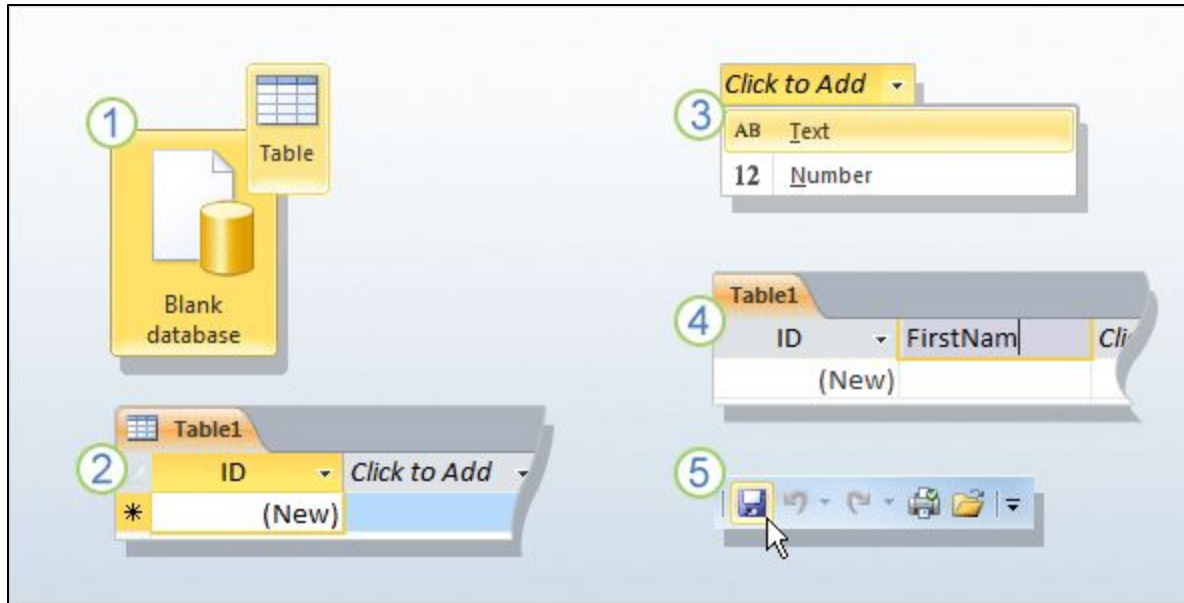 1
Table
Blank
database
2
Table1
ID
Click to Add
(New)
3
Click to Add
AB Text
12 Number
4
Table1
ID FirstNam Cli
(New)
5